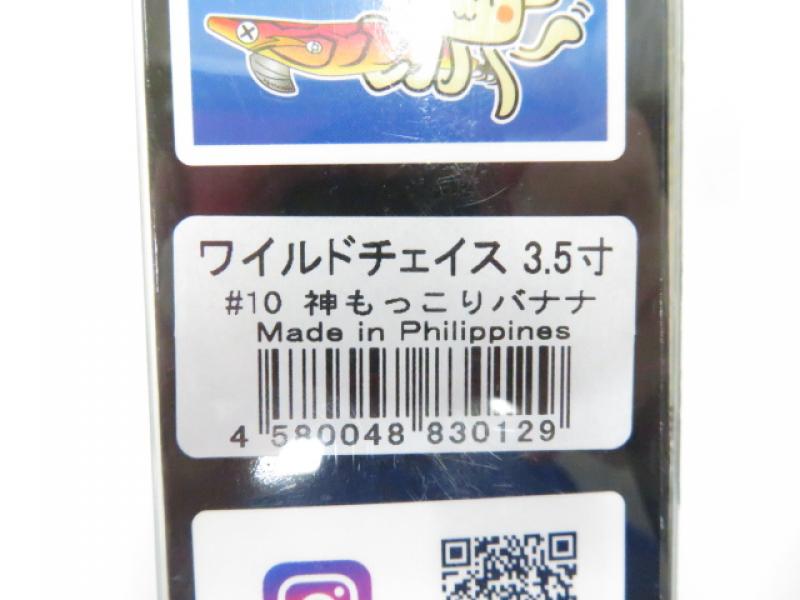 ワイルドチェイス 3.5寸
#10 神もっこりバナナ
Made in Philippines
4 580048 830129